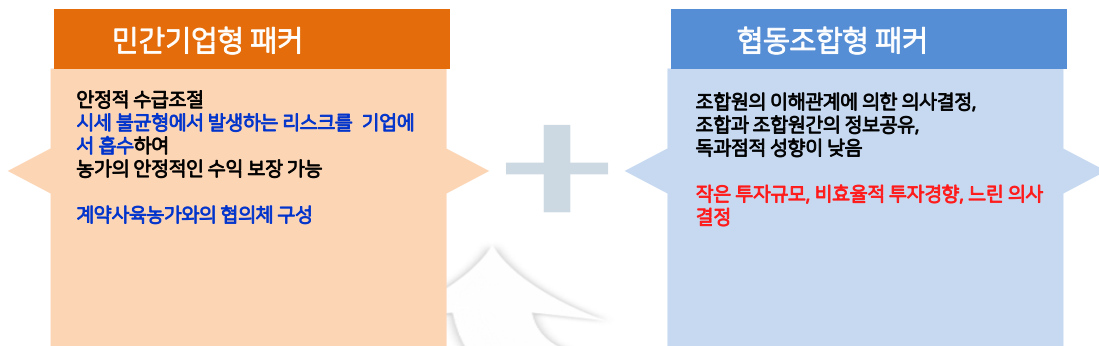 민간기업형 패커
안정적 수급조절
시세 불균형에서 발생하는 리스크를 기업에
서 흡수하여
농가의 안정적인 수익 보장 가능
계약사육농가와의 협의체 구성
협동조합형 패커
조합원의 이해관계에 의한 의사결정,
조합과 조합원간의 정보공유,
독과점적 성향이 낮음
작은 투자규모, 비효율적 투자경향, 느린 의사
결정